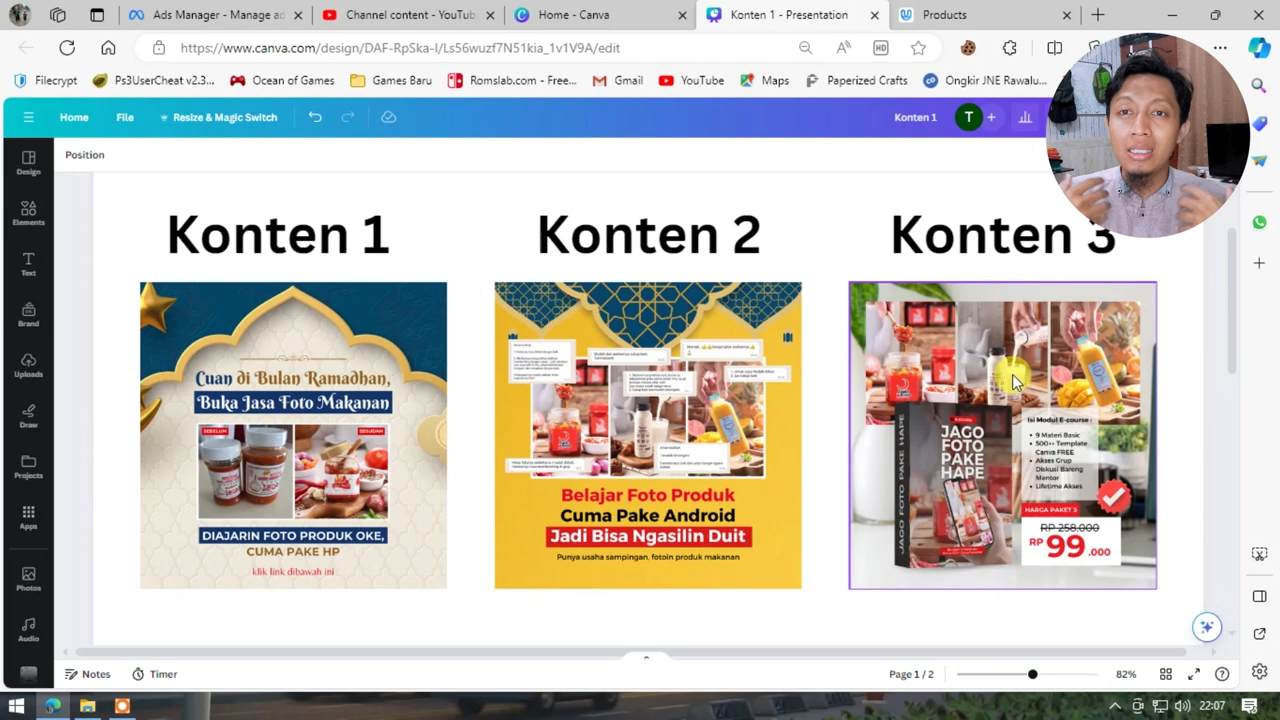 Ads Manager - Manage ad
Channel content - YouTube
Home - Canva
Konten 1 - Presentation
Products
https://www.canva.com/design/DAF-RpSka-I/Ls56wuzf7N51kia_1v1V9A/edit
HD
Filecrypt
Ps3UserCheat v2.3...
Ocean of Games
Games Baru
Romslab.com - Free...
Gmail
YouTube
Maps
Paperized Crafts
Ongkir JNE Rawalu...
Home
File
Resize & Magic Switch
Konten 1
T
Position
Design
Elements
Text
Brand
Uploads
Draw
Projects
Apps
Photos
Audio
Konten 1
Konten 2
Konten 3
Cuan di Bulan Ramadhan
Buka Jasa Foto Makanan
SEBELUM
SESUDAH
DIAJARIN FOTO PRODUK DKE,
CUMA PAKE HP
klik link dibawah ini
Belajar Foto Produk
Cuma Pake Android
Jadi Bisa Ngasilin Duit
Punya usaha sampingan, fotoin produk makanan
JAGO FOTO PAKE HAPE
JAGO
FOTO
PAKE
HAPE
Isi Modul E-course :
9 Materi Basic
500++ Template
Canva FREE
Akses Grup
Diskusi Bareng
Mentor
Lifetime Akses
HARGA PAKET 3
RP 258.000
RP 99.000
Notes
Timer
Page 1 / 2
82%
22:07